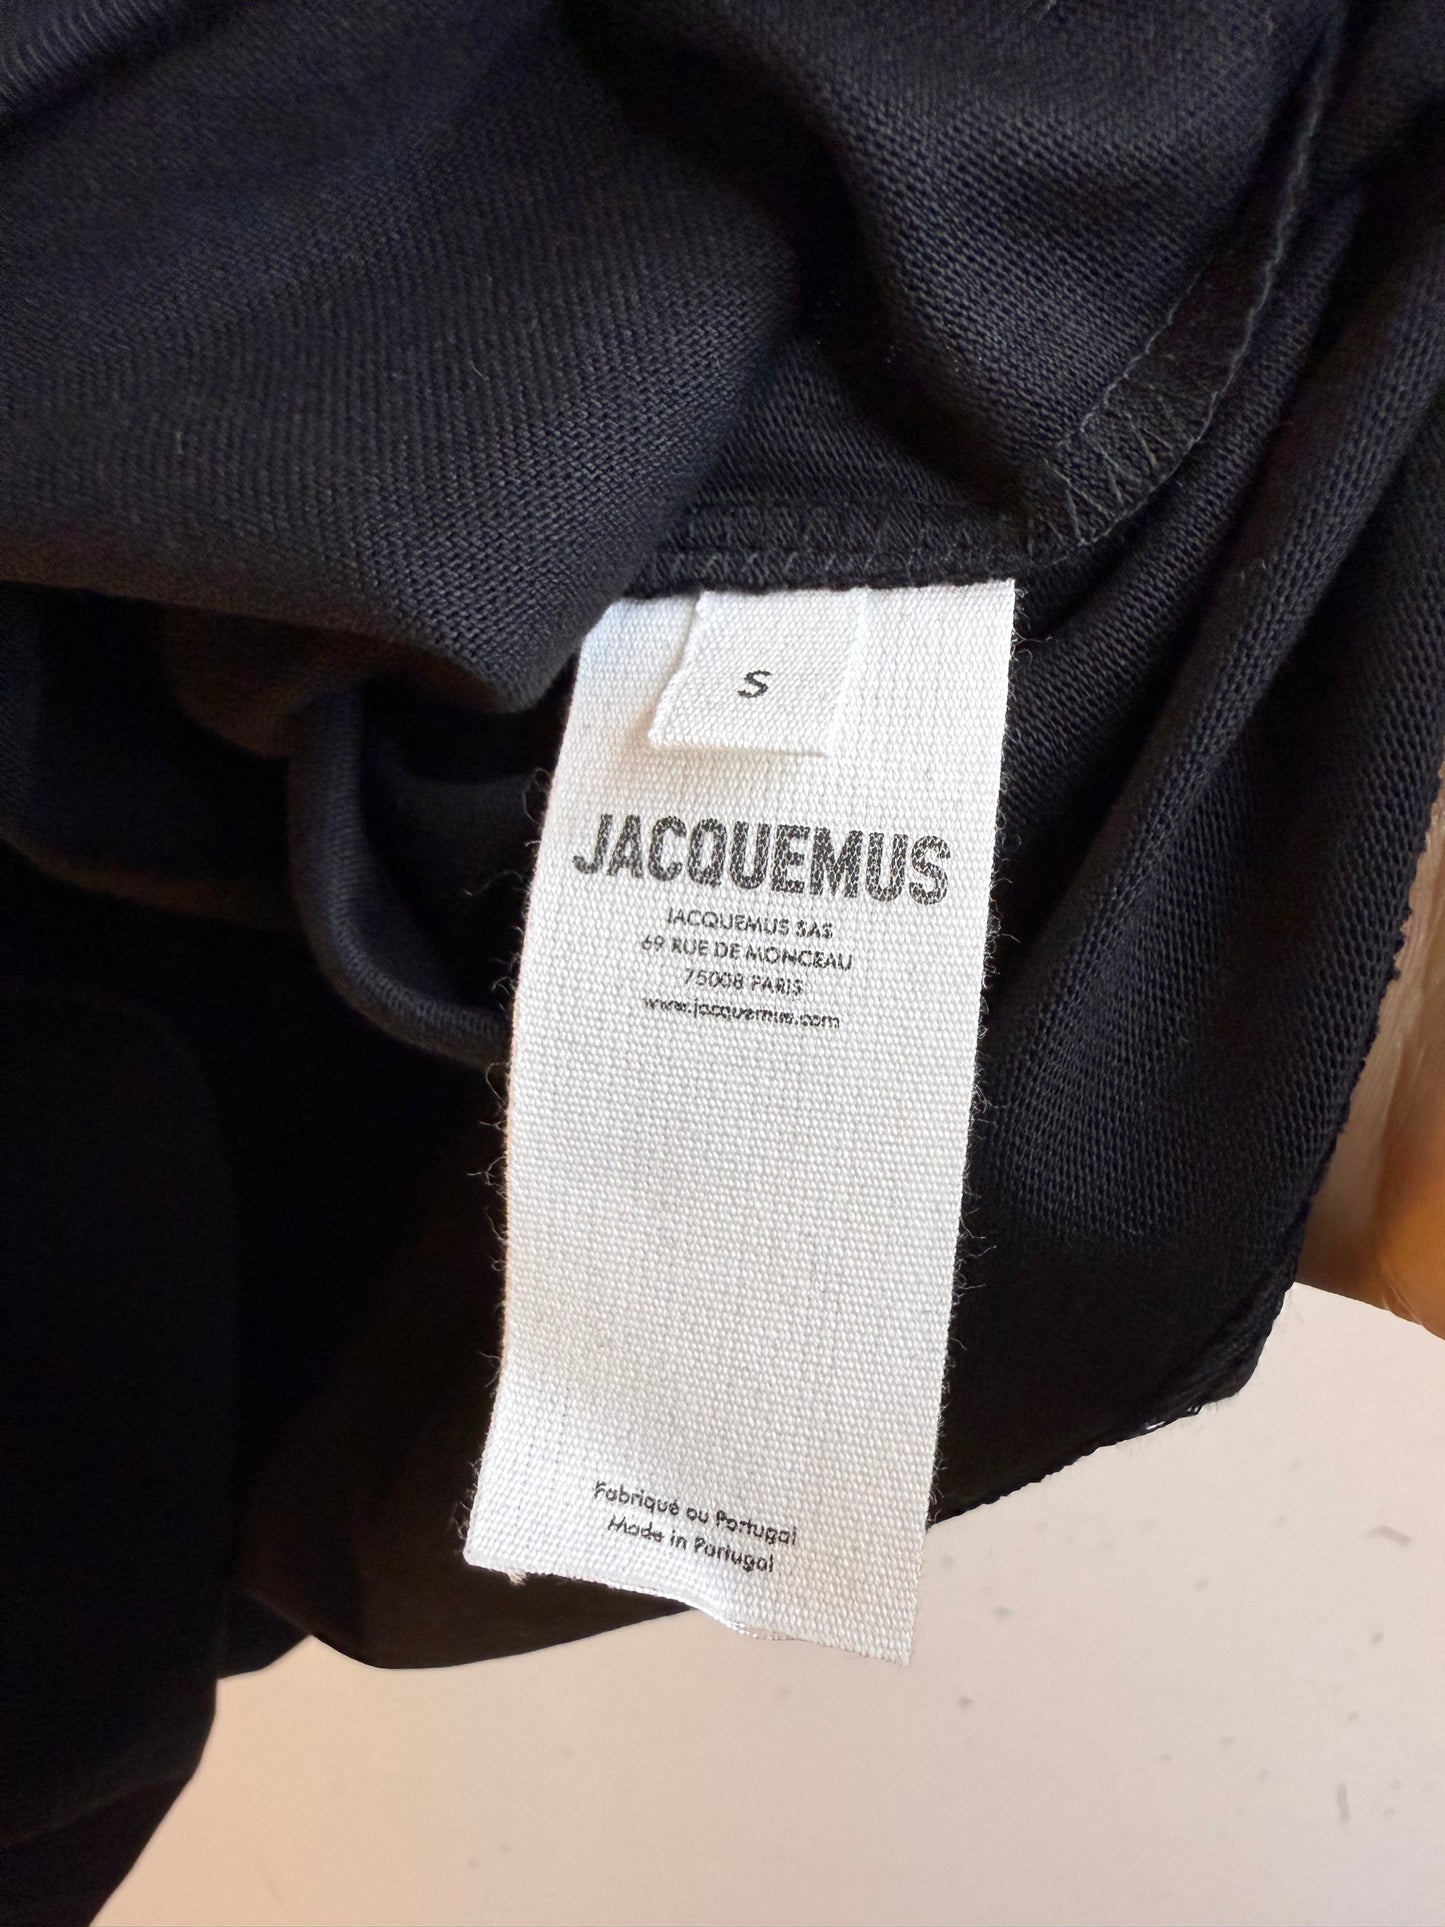 S
JACQUEMUS
JACQUEMUS SAS
69 RUE DE MONCEAU
75008 PARIS
www.jacquemus.com
Fabriqué au Portugal
Made in Portugal